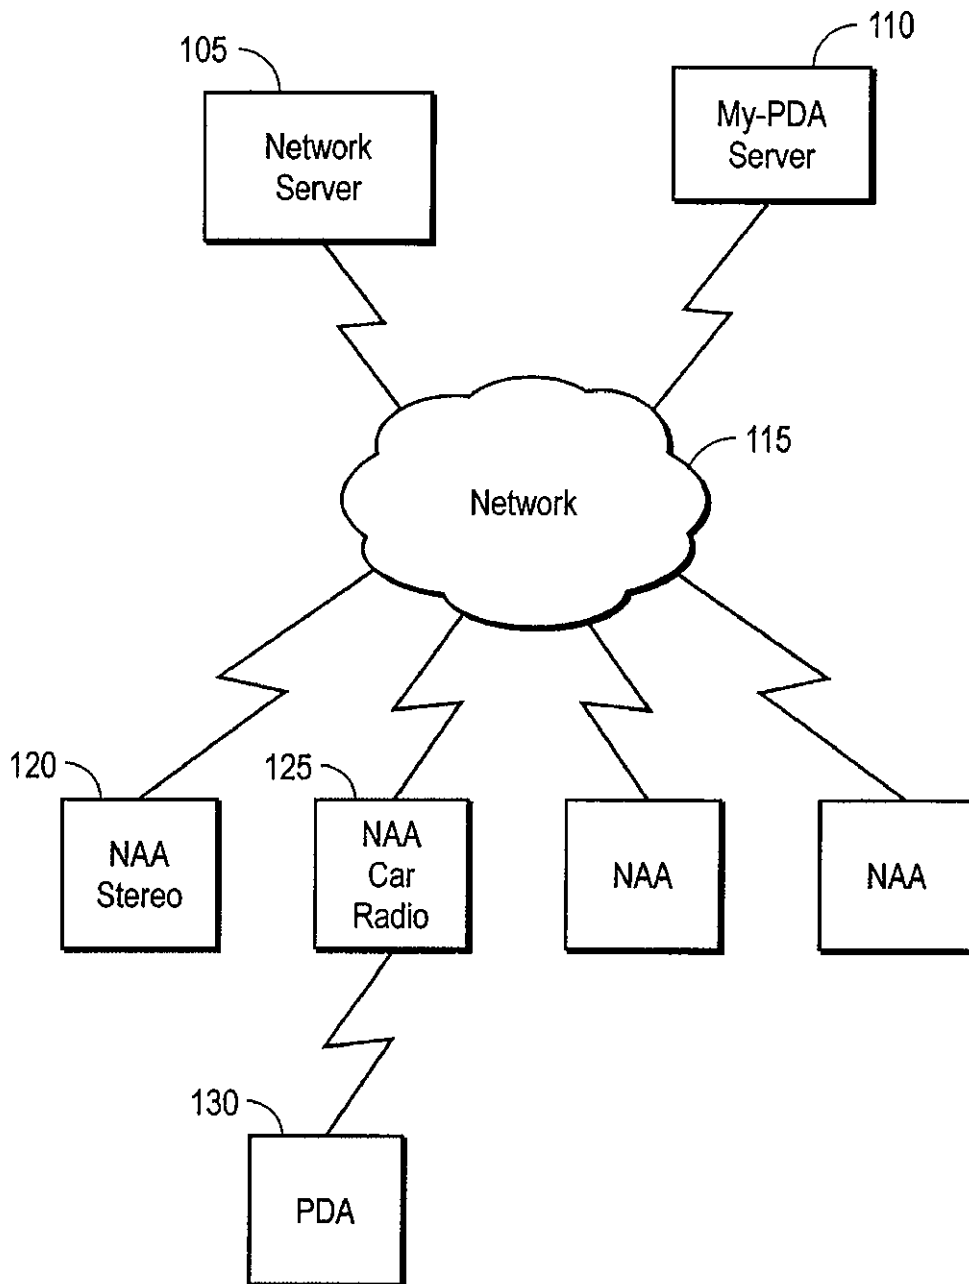 105
110
Network
Server
My-PDA
Server
115
Network
120
125
NAA
Stereo
NAA
Car
Radio
NAA
NAA
130
PDA